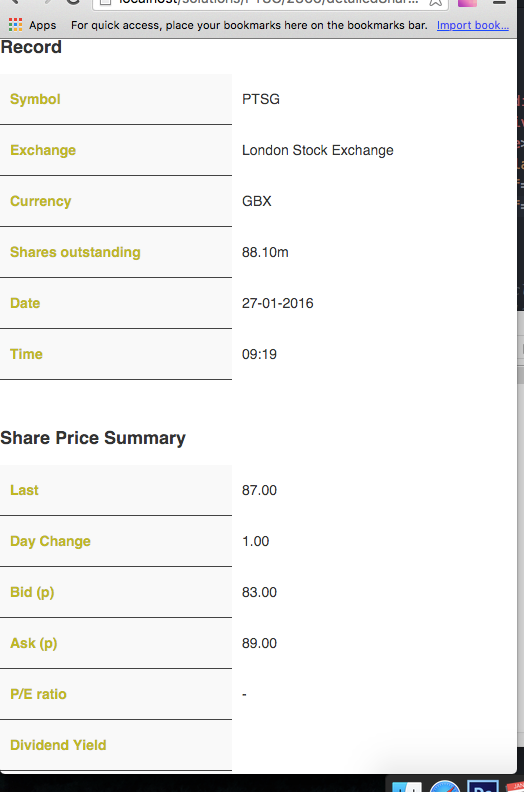 Apps For quick access, place your bookmarks here on the bookmarks bar. Import book...
Record
Symbol PTSG
Exchange London Stock Exchange
Currency GBX
Shares outstanding 88.10m
Date 27-01-2016
Time 09:19
Share Price Summary
Last 87.00
Day Change 1.00
Bid (p) 83.00
Ask (p) 89.00
P/E ratio -
Dividend Yield